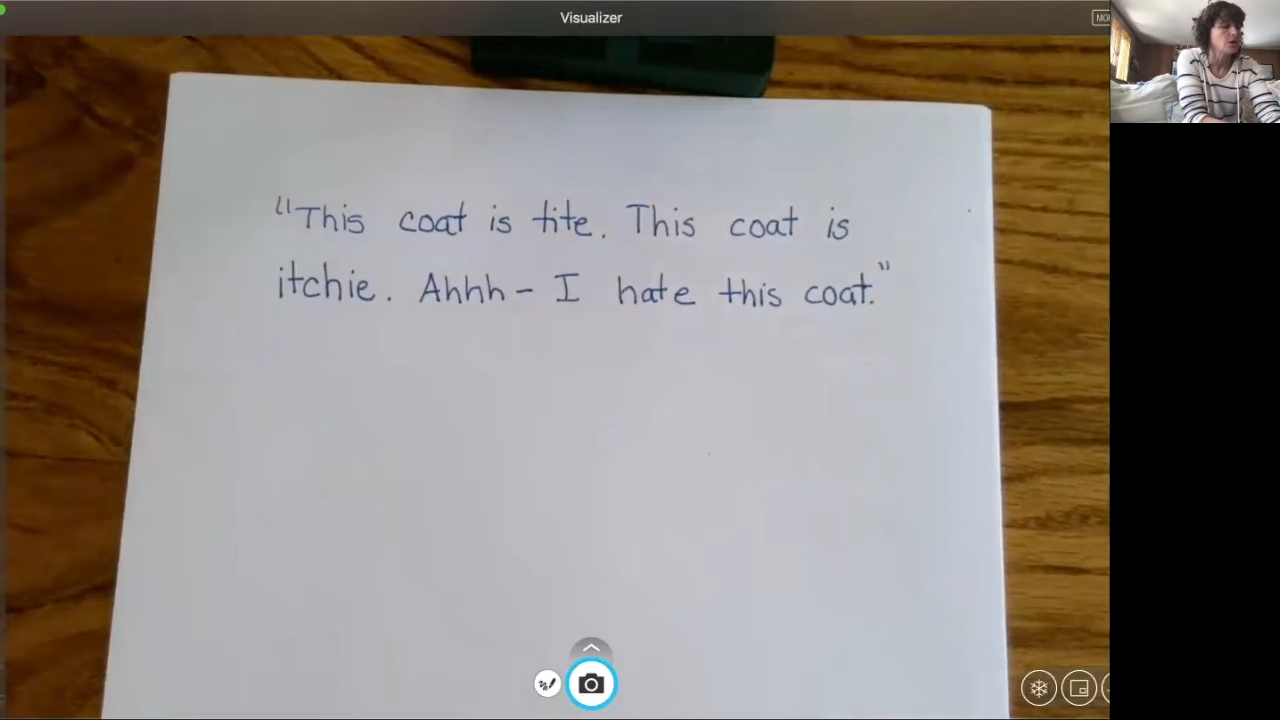 Visualizer
"This coat is tite. This coat is
itchie. Ahhh - I hate this coat."